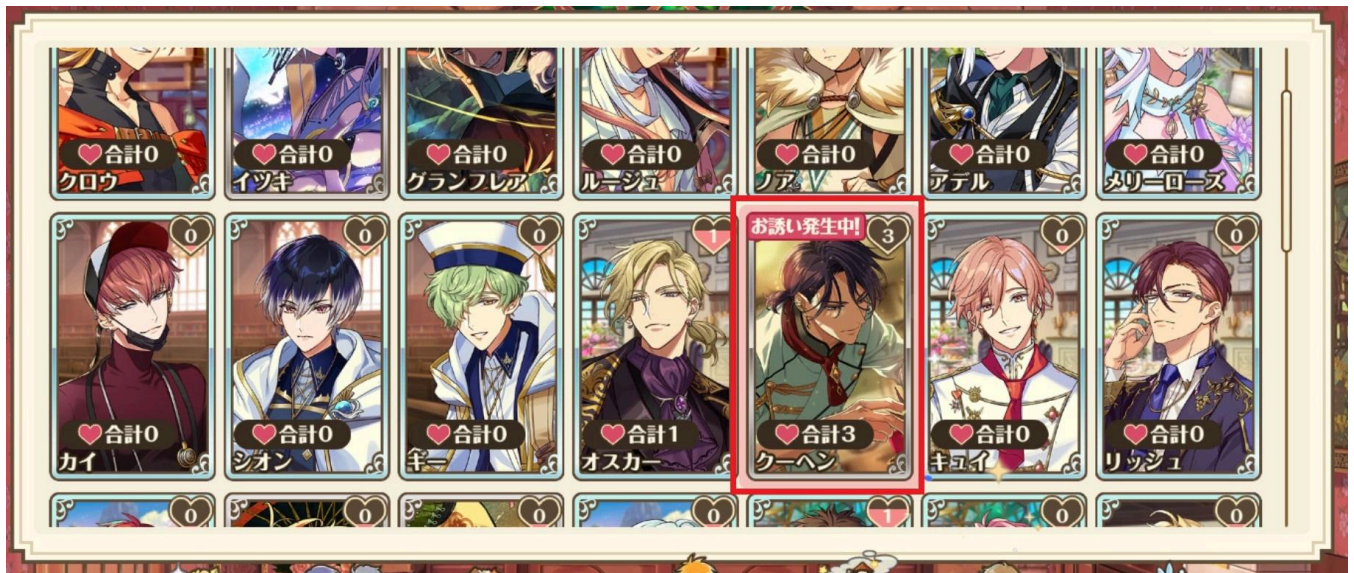 合計0
クロウ
合計0
イツキ
合計0
グランフレア
合計0
ルージュ
合計0
ノア
合計0
アデル
合計0
メリーローズ
0
合計0
カイ
0
合計0
シオン
0
合計0
キー
1
合計1
オスカー
お誘い発生中!
3
合計3
クーヘン
0
合計0
キュイ
0
合計0
リッシュ
0
0
0
0
1
0
0